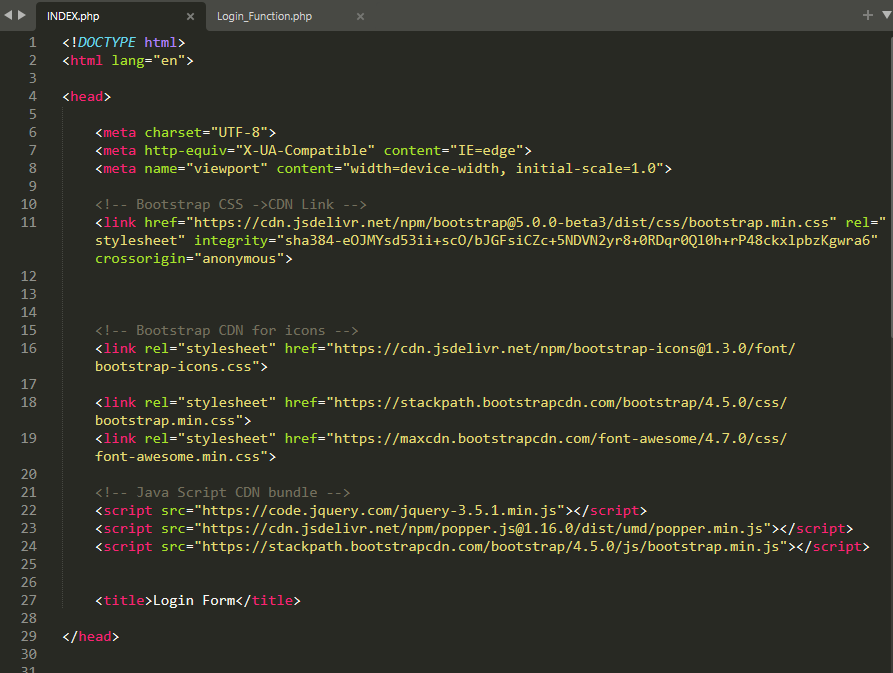 INDEX.php × Login_Function.php × +
1 <!DOCTYPE html>
2 <html lang="en">
3
4 <head>
5
6 <meta charset="UTF-8">
7 <meta http-equiv="X-UA-Compatible" content="IE=edge">
8 <meta name="viewport" content="width=device-width, initial-scale=1.0">
9
10 <!-- Bootstrap CSS ->CDN Link -->
11 <link href="https://cdn.jsdelivr.net/npm/bootstrap@5.0.0-beta3/dist/css/bootstrap.min.css" rel="
stylesheet" integrity="sha384-eOJMYsd53ii+scO/bJGFsiCZc+5NDVN2yr8+0RDqr0Ql0h+rP48ckxlpbzKgwra6"
crossorigin="anonymous">
12
13
14
15 <!-- Bootstrap CDN for icons -->
16 <link rel="stylesheet" href="https://cdn.jsdelivr.net/npm/bootstrap-icons@1.3.0/font/
bootstrap-icons.css">
17
18 <link rel="stylesheet" href="https://stackpath.bootstrapcdn.com/bootstrap/4.5.0/css/
bootstrap.min.css">
19 <link rel="stylesheet" href="https://maxcdn.bootstrapcdn.com/font-awesome/4.7.0/css/
font-awesome.min.css">
20
21 <!-- Java Script CDN bundle -->
22 <script src="https://code.jquery.com/jquery-3.5.1.min.js"></script>
23 <script src="https://cdn.jsdelivr.net/npm/popper.js@1.16.0/dist/umd/popper.min.js"></script>
24 <script src="https://stackpath.bootstrapcdn.com/bootstrap/4.5.0/js/bootstrap.min.js"></script>
25
26
27 <title>Login Form</title>
28
29 </head>
30
31